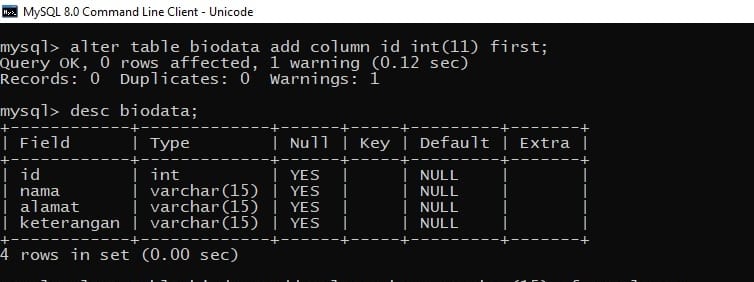 MySQL 8.0 Command Line Client - Unicode
mysql> alter table biodata add column id int(11) first;
Query OK, 0 rows affected, 1 warning (0.12 sec)
Records: 0  Duplicates: 0  Warnings: 1
mysql> desc biodata;
+------------+-------------+------+-----+---------+-------+
| Field      | Type        | Null | Key | Default | Extra |
+------------+-------------+------+-----+---------+-------+
| id         | int         | YES  |     | NULL    |       |
| nama       | varchar(15) | YES  |     | NULL    |       |
| alamat     | varchar(15) | YES  |     | NULL    |       |
| keterangan | varchar(15) | YES  |     | NULL    |       |
+------------+-------------+------+-----+---------+-------+
4 rows in set (0.00 sec)